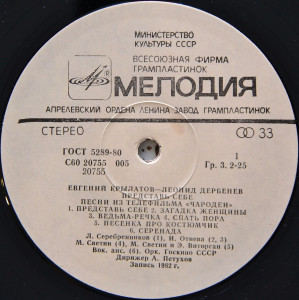 МИНИСТЕРСТВО
КУЛЬТУРЫ СССР
ВСЕСОЮЗНАЯ ФИРМА
ГРАМПЛАСТИНОК
МЕЛОДИЯ
АПРЕЛЕВСКИЙ ОРДЕНА ЛЕНИНА ЗАВОД ГРАМПЛАСТИНОК
СТЕРЕО 33
ГОСТ 5289-80 1
С60 20755 005 Гр. 3. 2-25
20755
ЕВГЕНИЙ КРЫЛАТОВ—ЛЕОНИД ДЕРБЕНЕВ
ПРЕДСТАВЬ СЕБЕ
ПЕСНИ ИЗ ТЕЛЕФИЛЬМА «ЧАРОДЕИ»
1. ПРЕДСТАВЬ СЕБЕ 2. ЗАГАДКА ЖЕНЩИНЫ
3. ВЕДЬМА-РЕЧКА 4. СПАТЬ ПОРА
5. ПЕСЕНКА ПРО КОСТЮМЧИК
6. СЕРЕНАДА
Л. Серебренников (1), И. Отиева (2, 3)
М. Светин (4), М. Светин и Э. Виторган (5)
Вок. анс. (6). Орк. Госкино СССР
Дирижер А. Петухов
Запись 1982 г.